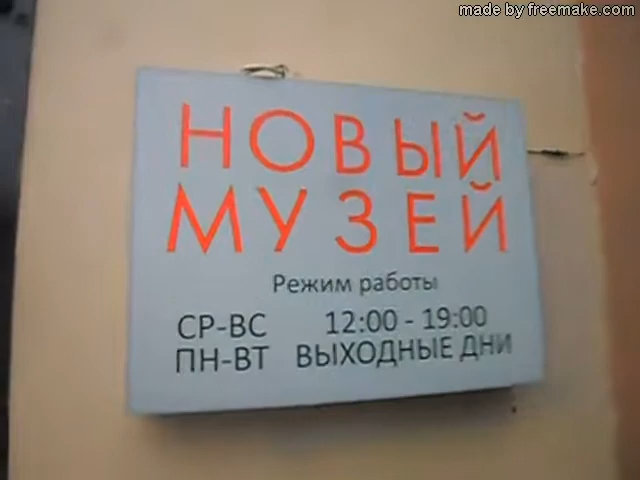 made by freemake.com
НОВЫЙ
МУЗЕЙ
Режим работы
СР-ВС 12:00 - 19:00
ПН-ВТ ВЫХОДНЫЕ ДНИ